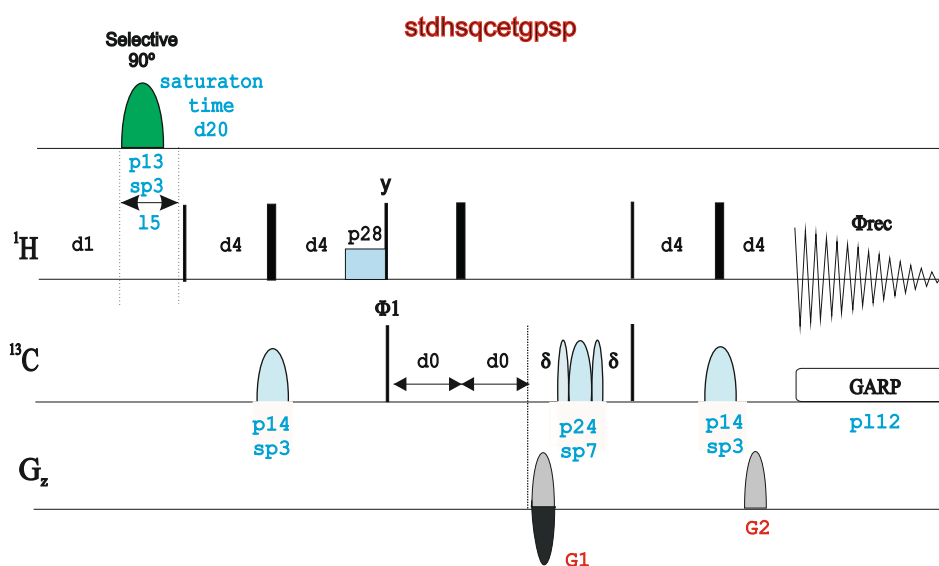 stdhsqcetgpsp
Selective
90º
saturaton
time
d20
p13
sp3
l5
y
¹H
d1
d4
d4
p28
d4
d4
Φrec
Φ1
¹³C
d0
d0
δ
δ
GARP
p14
sp3
p24
sp7
p14
sp3
pl12
Gz
G1
G2